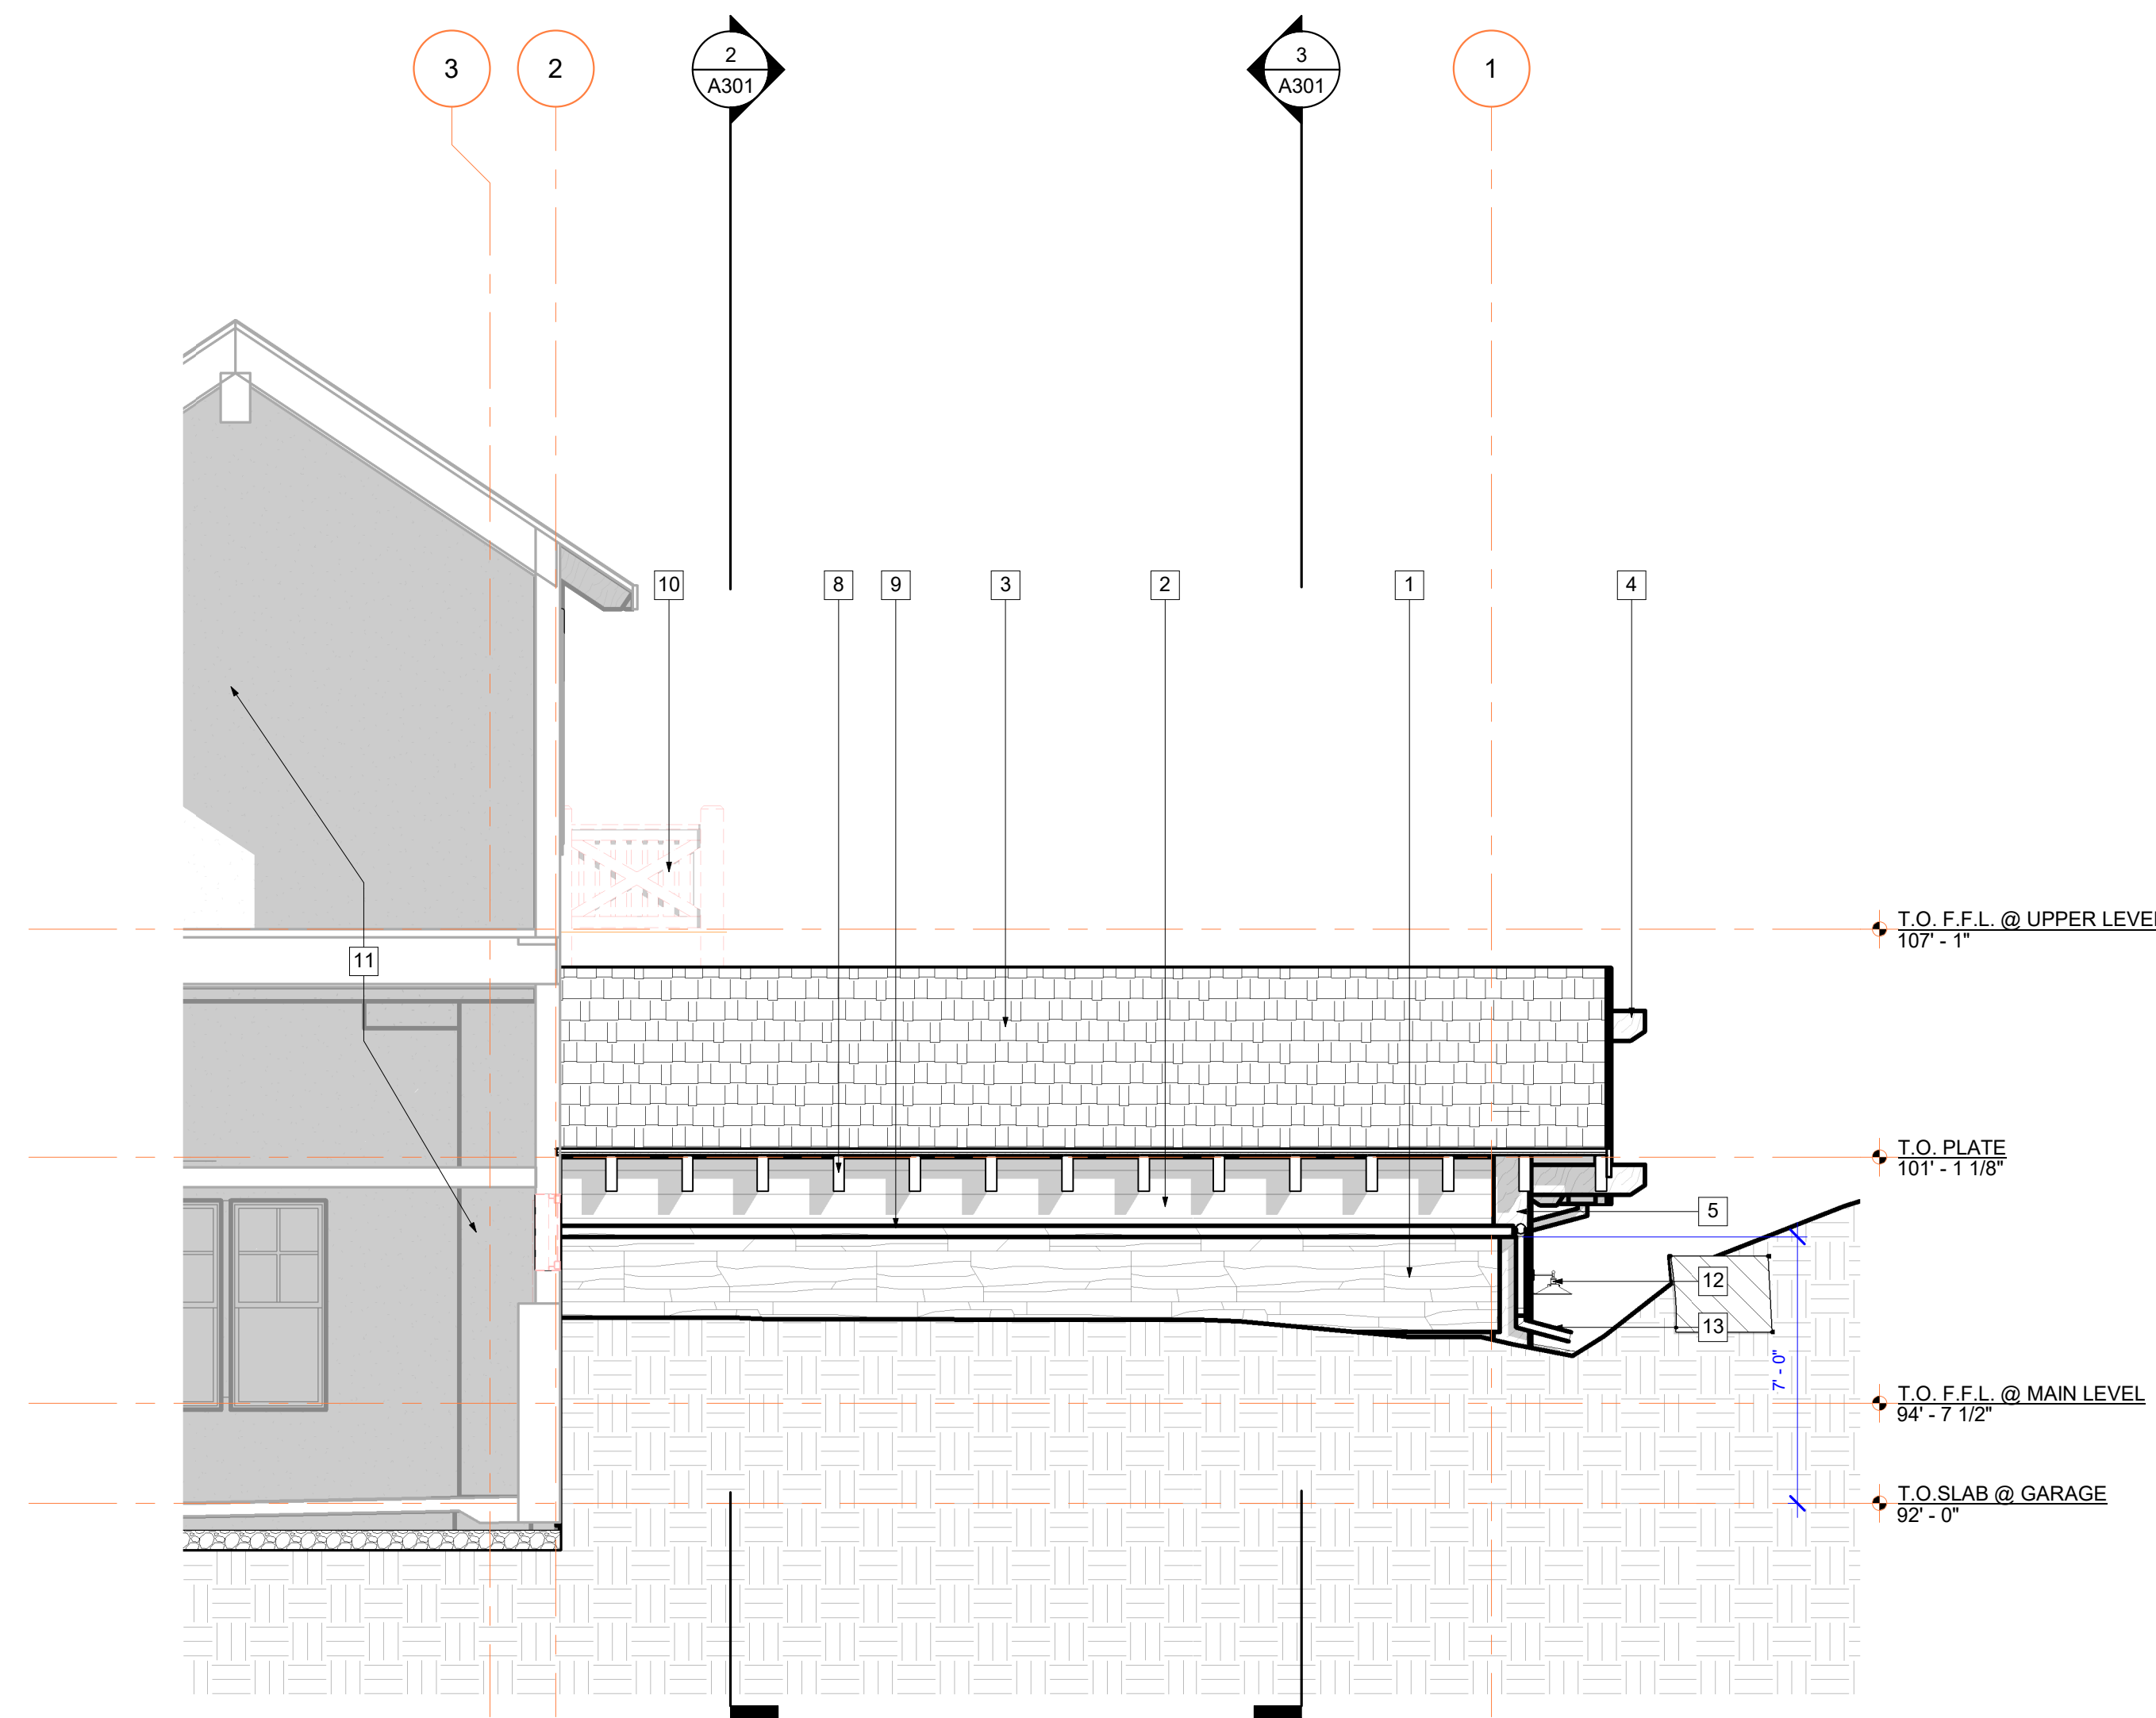 3
2
2
A301
3
A301
1
10
8
9
3
2
1
4
11
T.O. F.F.L. @ UPPER LEVEL
107' - 1"
T.O. PLATE
101' - 1 1/8"
5
12
13
7' - 0"
T.O. F.F.L. @ MAIN LEVEL
94' - 7 1/2"
T.O.SLAB @ GARAGE
92' - 0"